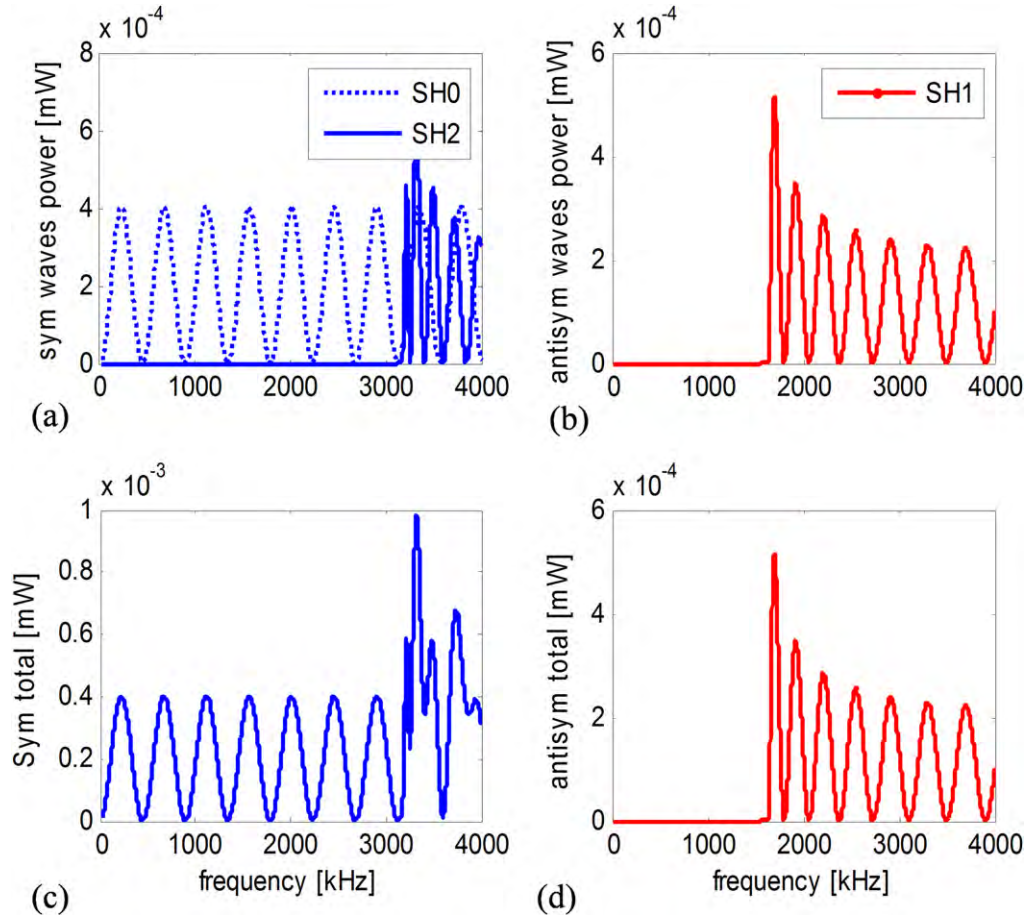 x 10^-4
sym waves power [mW]
8
6
4
2
0
SH0
SH2
0 1000 2000 3000 4000
(a)
x 10^-4
antisym waves power [mW]
6
4
2
0
SH1
0 1000 2000 3000 4000
(b)
x 10^-3
Sym total [mW]
1
0.8
0.6
0.4
0.2
0
0 1000 2000 3000 4000
frequency [kHz]
(c)
x 10^-4
antisym total [mW]
6
4
2
0
0 1000 2000 3000 4000
frequency [kHz]
(d)